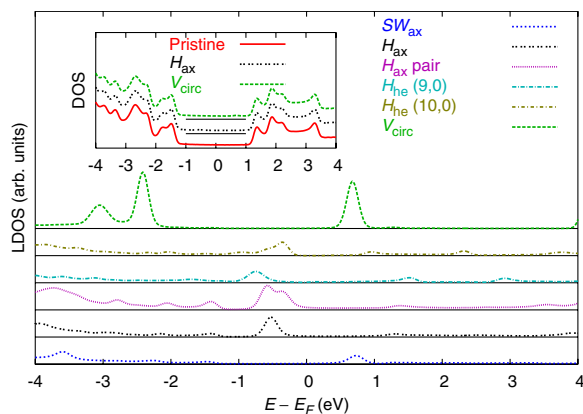 Pristine
H_ax
V_circ
DOS
-4 -3 -2 -1 0 1 2 3 4
SW_ax
H_ax
H_ax pair
H_he (9,0)
H_he (10,0)
V_circ
LDOS (arb. units)
-4 -3 -2 -1 0 1 2 3 4
E − E_F (eV)